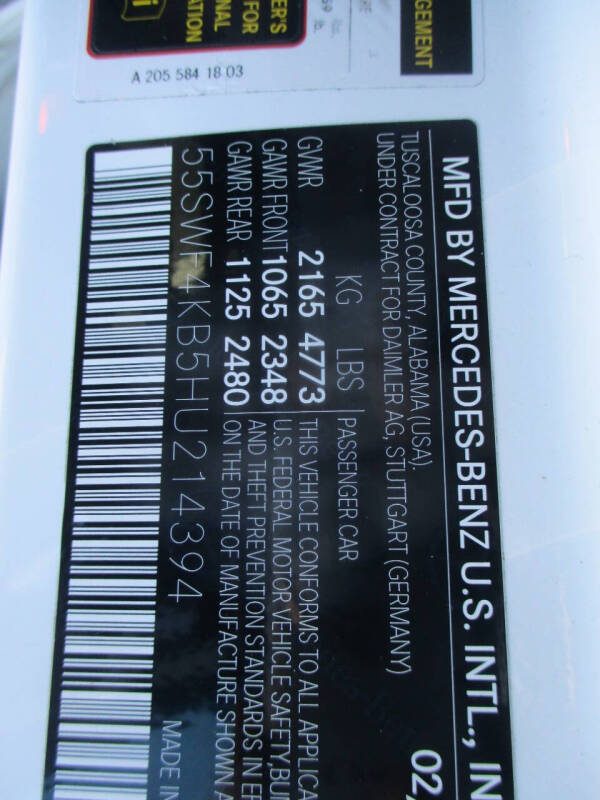 GEMENT
ER'S
FOR
NAL
ATION
A 205 584 18 03
MFD BY MERCEDES-BENZ U.S. INTL., IN
TUSCALOOSA COUNTY, ALABAMA (USA).
UNDER CONTRACT FOR DAIMLER AG, STUTTGART (GERMANY)
02
KG LBS PASSENGER CAR
GVWR 2165 4773 THIS VEHICLE CONFORMS TO ALL APPLICA
GAWR FRONT 1065 2348 U.S. FEDERAL MOTOR VEHICLE SAFETY, BU
GAWR REAR 1125 2480 AND THEFT PREVENTION STANDARDS IN EF
ON THE DATE OF MANUFACTURE SHOWN A
55SWF4KB5HU214394
MADE IN